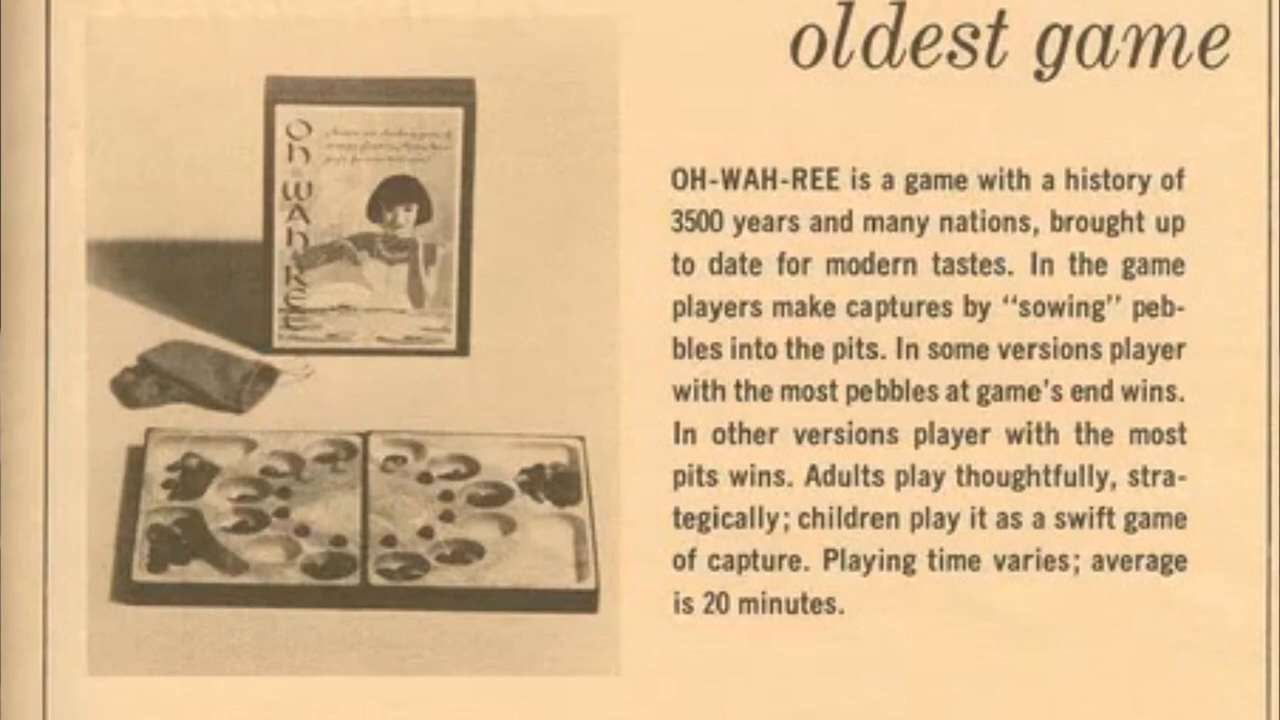 oldest game
OH
WAH
REE
OH-WAH-REE is a game with a history of
3500 years and many nations, brought up
to date for modern tastes. In the game
players make captures by “sowing” peb-
bles into the pits. In some versions player
with the most pebbles at game's end wins.
In other versions player with the most
pits wins. Adults play thoughtfully, stra-
tegically; children play it as a swift game
of capture. Playing time varies; average
is 20 minutes.